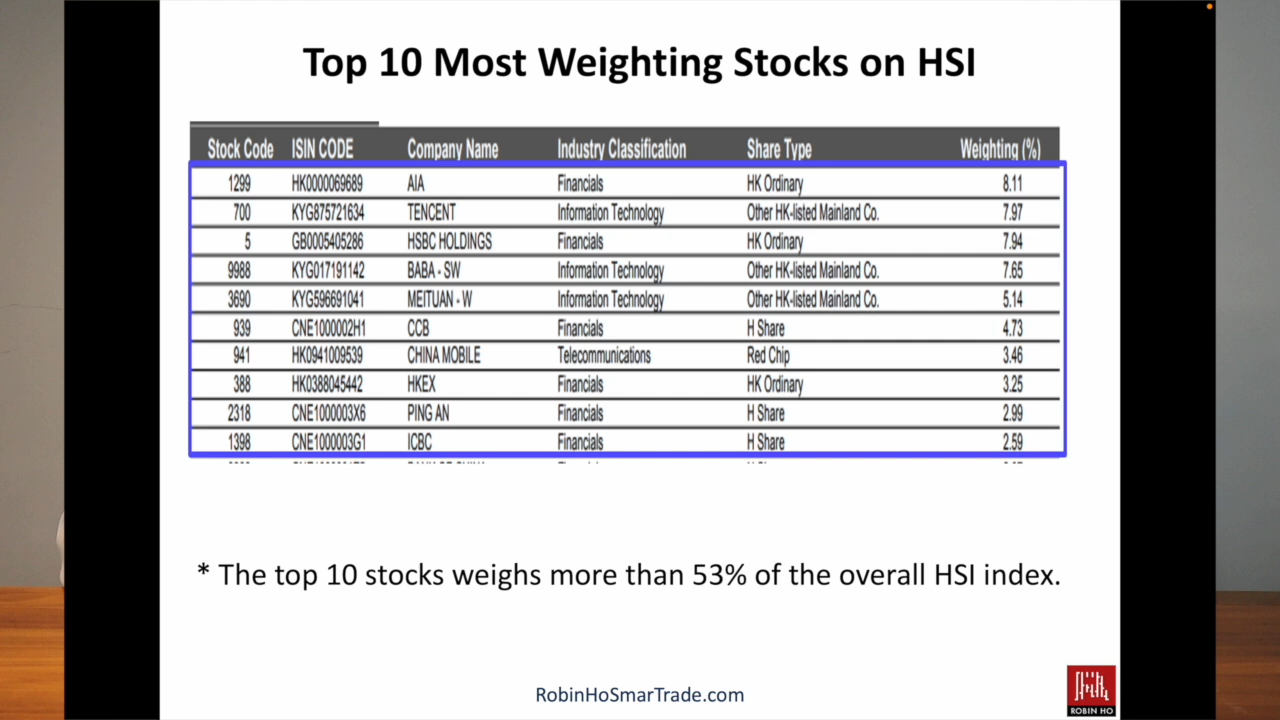 Top 10 Most Weighting Stocks on HSI
Stock Code ISIN CODE Company Name Industry Classification Share Type Weighting (%)
1299 HK0000069689 AIA Financials HK Ordinary 8.11
700 KYG875721634 TENCENT Information Technology Other HK-listed Mainland Co. 7.97
5 GB0005405286 HSBC HOLDINGS Financials HK Ordinary 7.94
9988 KYG017191142 BABA - SW Information Technology Other HK-listed Mainland Co. 7.65
3690 KYG596691041 MEITUAN - W Information Technology Other HK-listed Mainland Co. 5.14
939 CNE1000002H1 CCB Financials H Share 4.73
941 HK0941009539 CHINA MOBILE Telecommunications Red Chip 3.46
388 HK0388045442 HKEX Financials HK Ordinary 3.25
2318 CNE1000003X6 PING AN Financials H Share 2.99
1398 CNE1000003G1 ICBC Financials H Share 2.59
* The top 10 stocks weighs more than 53% of the overall HSI index.
RobinHoSmarTrade.com
ROBIN HO